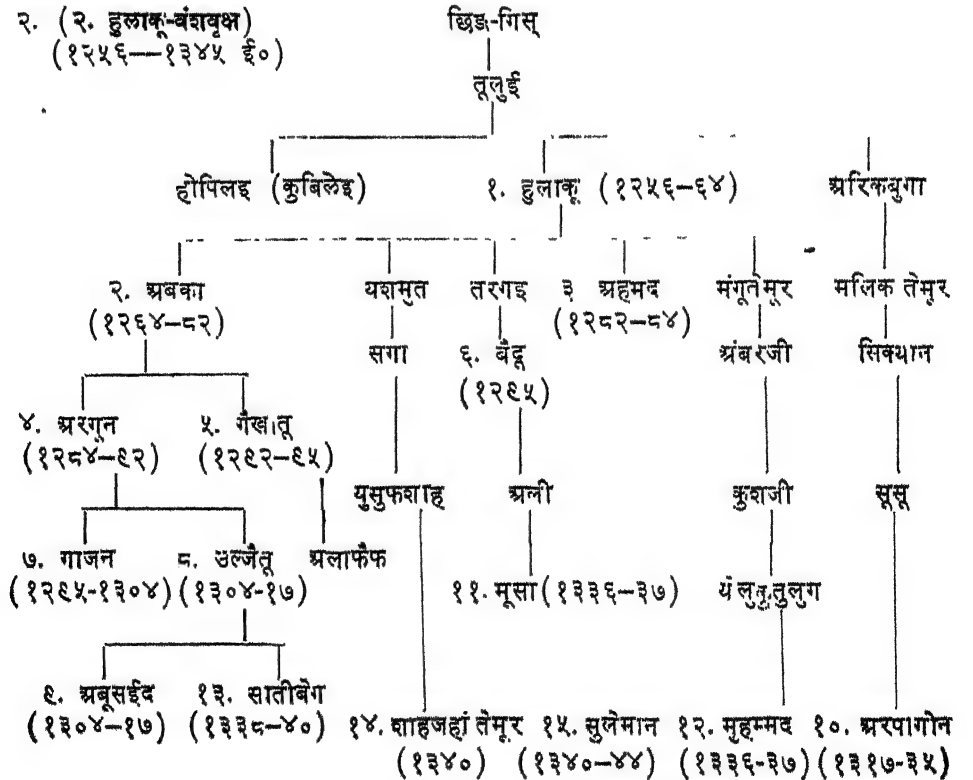 २. (२. हुलाकू-वंशवृक्ष)
(१२५६—१३४५ ई०)
छिङ-गिस्
तूलुई
होपिलइ (कुबिलेइ)
१. हुलाकू (१२५६–६४)
अरिकबुगा
२. अबका
(१२६४–८२)
यशमुत
तरगइ
३ अहमद
(१२८२–८४)
मंगूतेमूर
मलिक तेमूर
सगा
६. बैदू
(१२९५)
अंबरजी
सिक्यान
४. अरगून
(१२८४–९२)
५. गैखातू
(१२९२–९५)
युसुफशाह
अली
कुशजी
सूसू
७. गाजन
(१२९५-१३०४)
८. उल्जैतू
(१३०४-१७)
अलाफैफ
११. मूसा (१३३६–३७)
९. अबूसईद
(१३०४–१७)
१३. सातीबेग
(१३३८–४०)
१४. शाहजहां तेमूर
(१३४०)
१५. सुलेमान
(१३४०–४४)
१२. मुहम्मद
(१३३६-३७)
१०. अरपागोन
(१३१७-३५)